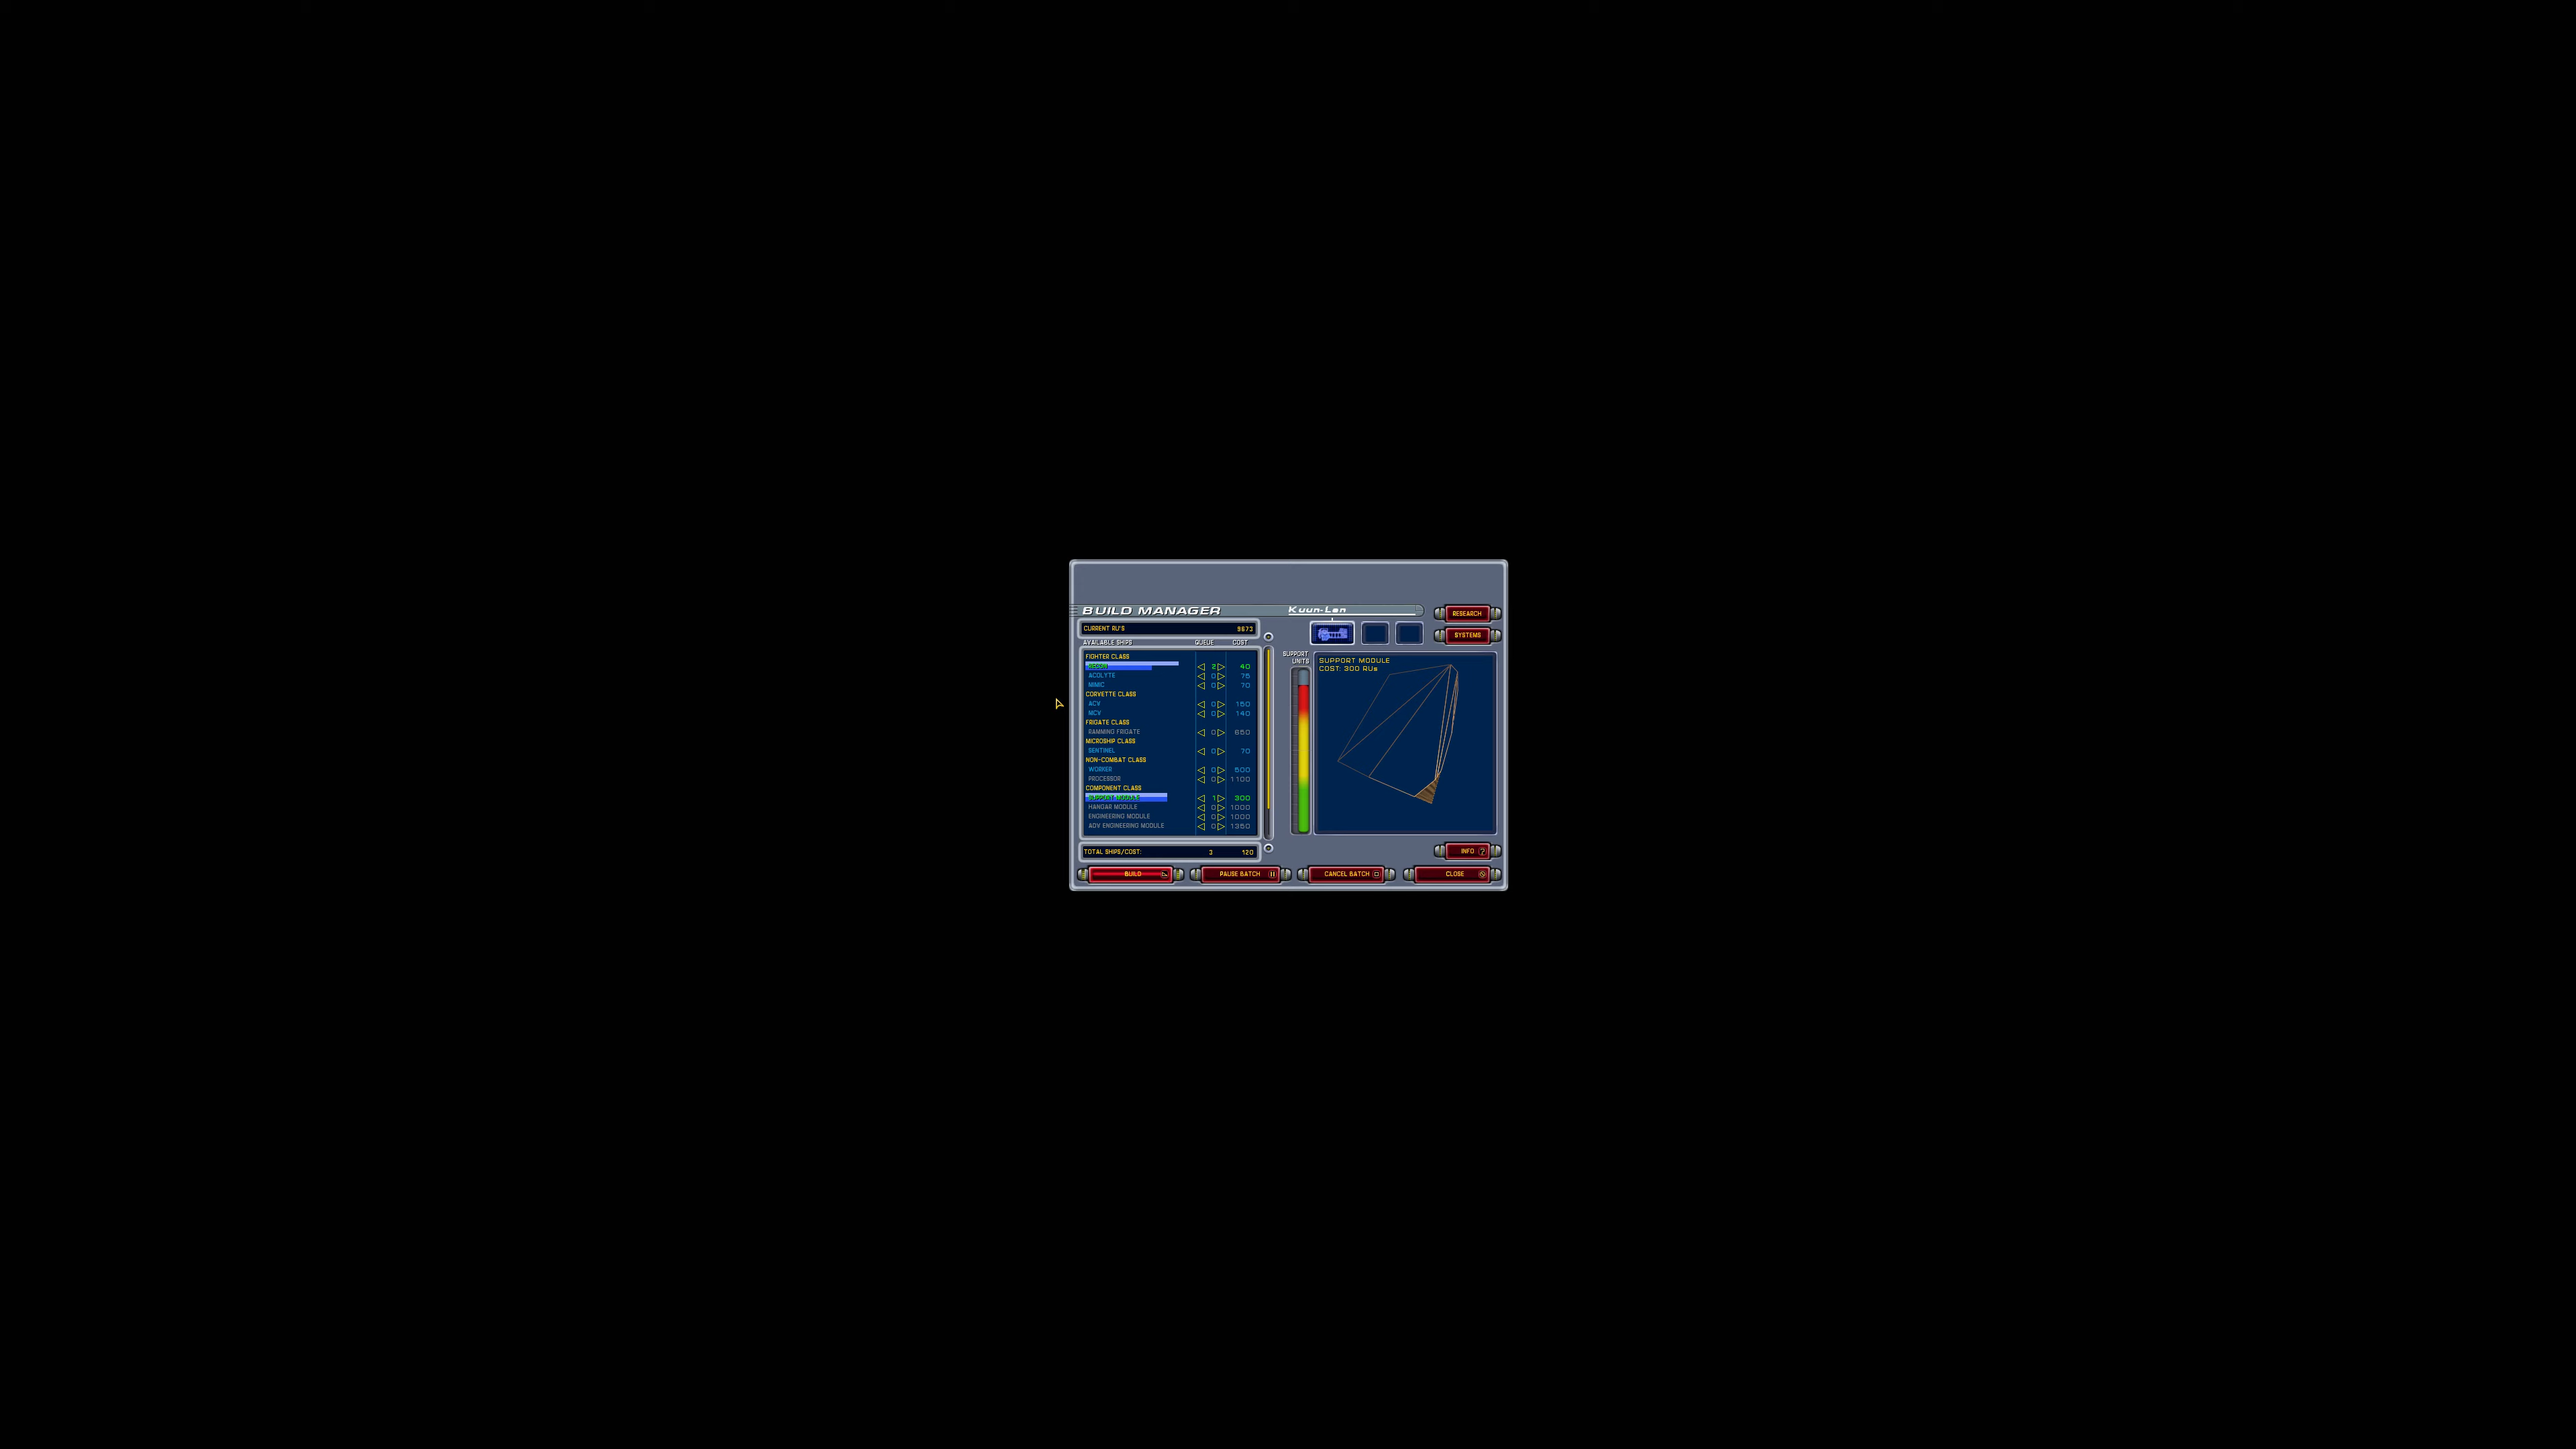 BUILD MANAGER
Kuun-Lan
RESEARCH
SYSTEMS
CURRENT RU'S 9673
AVAILABLE SHIPS QUEUE COST
FIGHTER CLASS
RECON 2 40
ACOLYTE 0 75
MIMIC 0 70
CORVETTE CLASS
ACV 0 150
MCV 0 140
FRIGATE CLASS
RAMMING FRIGATE 0 650
MICROSHIP CLASS
SENTINEL 0 70
NON-COMBAT CLASS
WORKER 0 500
PROCESSOR 0 1100
COMPONENT CLASS
SUPPORT MODULE 1 300
HANGAR MODULE 0 1000
ENGINEERING MODULE 0 1000
ADV ENGINEERING MODULE 0 1350
TOTAL SHIPS/COST: 3 120
SUPPORT
UNITS
SUPPORT MODULE
COST: 300 RUs
INFO ?
BUILD
PAUSE BATCH
CANCEL BATCH
CLOSE